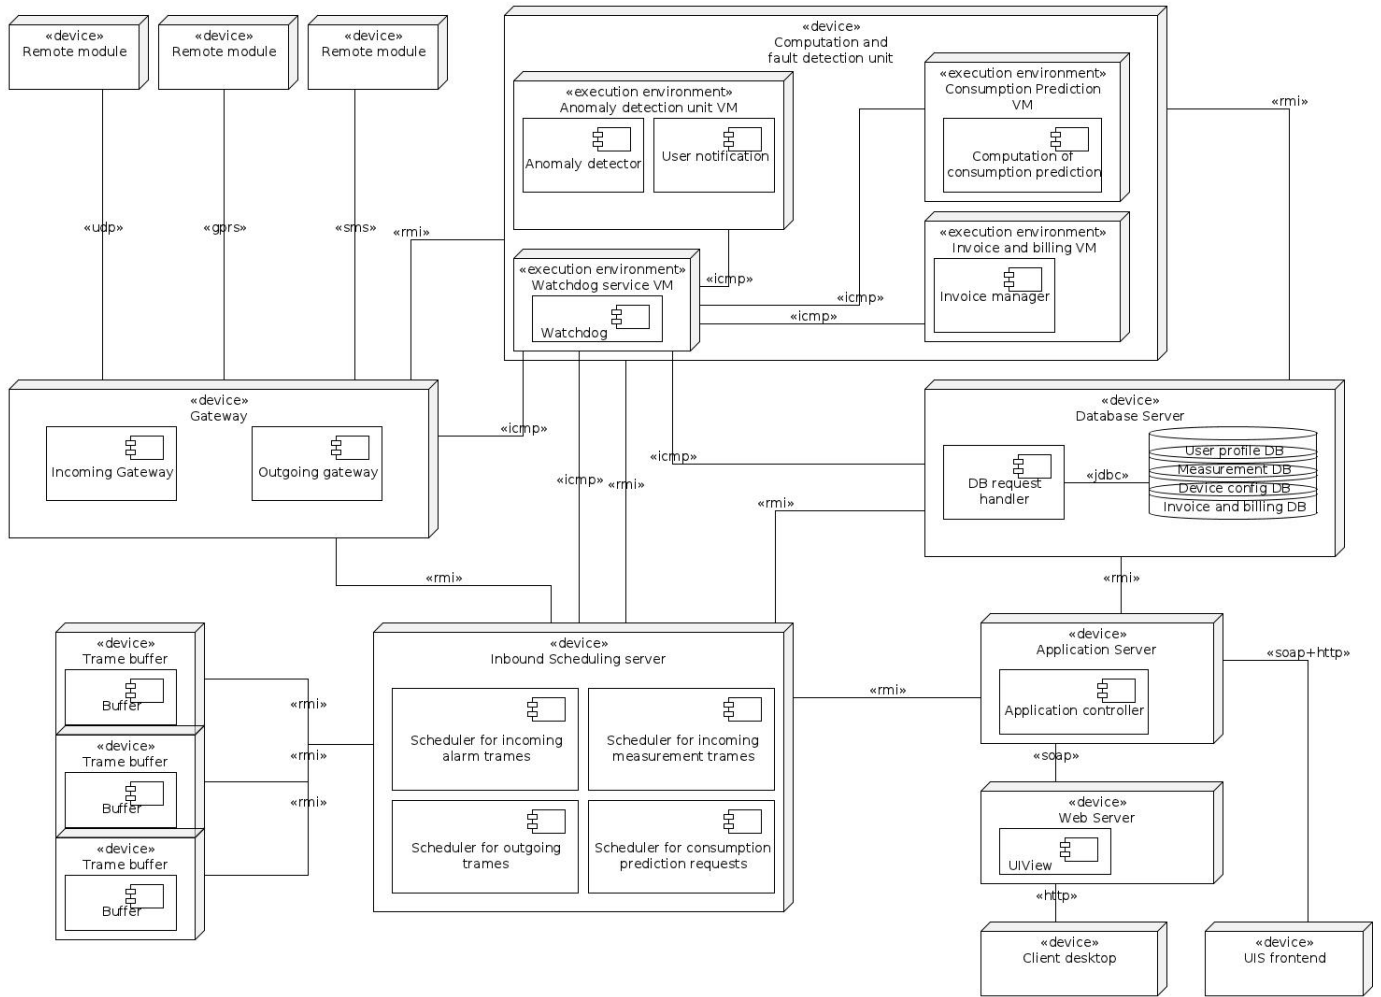 «device»
Remote module
«device»
Remote module
«device»
Remote module
«device»
Computation and
fault detection unit
«execution environment»
Anomaly detection unit VM
Anomaly detector
User notification
«execution environment»
Consumption Prediction
VM
Computation of
consumption prediction
«rmi»
«udp»
«gprs»
«sms»
«rmi»
«execution environment»
Invoice and billing VM
Invoice manager
«execution environment»
Watchdog service VM
Watchdog
«icmp»
«icmp»
«icmp»
«device»
Gateway
Incoming Gateway
Outgoing gateway
«icmp»
«icmp»
«icmp»
«rmi»
«device»
Database Server
DB request
handler
«jdbc»
User profile DB
Measurement DB
Device config DB
Invoice and billing DB
«rmi»
«rmi»
«rmi»
«device»
Trame buffer
Buffer
«device»
Trame buffer
Buffer
«device»
Trame buffer
Buffer
«rmi»
«rmi»
«rmi»
«device»
Inbound Scheduling server
Scheduler for incoming
alarm trames
Scheduler for incoming
measurement trames
Scheduler for outgoing
trames
Scheduler for consumption
prediction requests
«rmi»
«device»
Application Server
Application controller
«soap+http»
«soap»
«device»
Web Server
UIView
«http»
«device»
Client desktop
«device»
UIS frontend